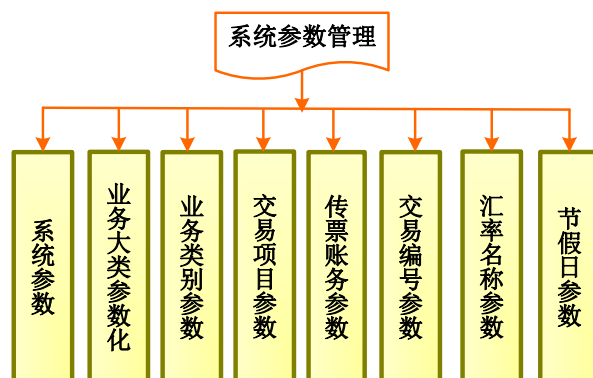 系统参数管理
系统参数
业务大类参数化
业务类别参数
交易项目参数
传票账务参数
交易编号参数
汇率名称参数
节假日参数